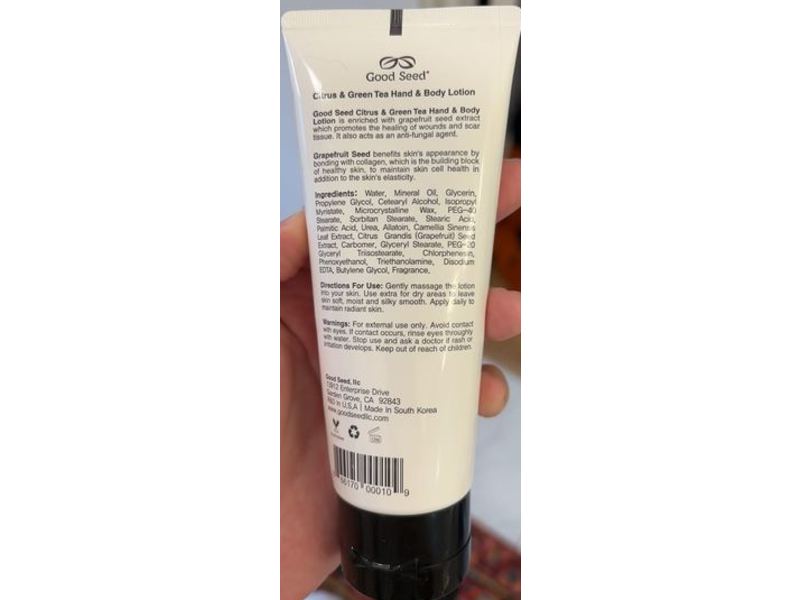 Good Seed
Citrus & Green Tea Hand & Body Lotion
Good Seed Citrus & Green Tea Hand & Body
Lotion is enriched with grapefruit seed extract
which promotes the healing of wounds and scar
tissue. It also acts as an anti-fungal agent.
Grapefruit Seed benefits skin's appearance by
bonding with collagen, which is the building block
of healthy skin, to maintain skin cell health in
addition to the skin's elasticity.
Ingredients: Water, Mineral Oil, Glycerin,
Propylene Glycol, Cetearyl Alcohol, Isopropyl
Myristate, Microcrystalline Wax, PEG-40
Stearate, Sorbitan Stearate, Stearic Acid,
Palmitic Acid, Urea, Allatoin, Camellia Sinensis
Leaf Extract, Citrus Grandis (Grapefruit) Seed
Extract, Carbomer, Glyceryl Stearate, PEG-20
Glyceryl Triisostearate, Chlorphenesin,
Phenoxyethanol, Triethanolamine, Disodium
EDTA, Butylene Glycol, Fragrance,
Directions For Use: Gently massage the lotion
into your skin. Use extra for dry areas to leave
skin soft, moist and silky smooth. Apply daily to
maintain radiant skin.
Warnings: For external use only. Avoid contact
with eyes. If contact occurs, rinse eyes throughly
with water. Stop use and ask a doctor if rash or
irritation develops. Keep out of reach of children.
Good Seed, llc
13912 Enterprise Drive
Garden Grove, CA 92843
R&D in U.S.A | Made In South Korea
www.goodseedllc.com
00010 9